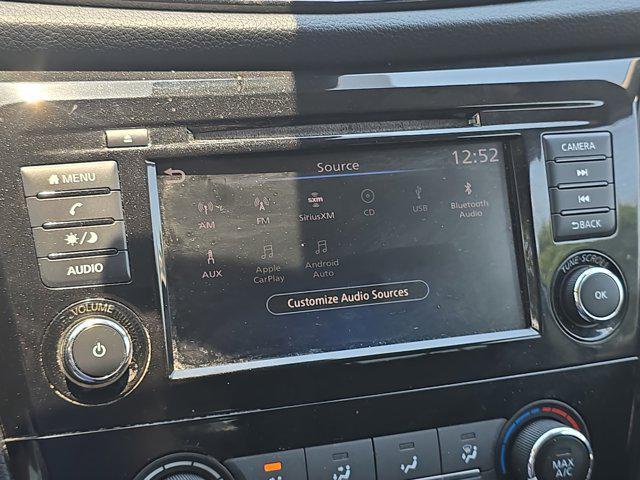 MENU
AUDIO
VOLUME
Source
12:52
AM
FM
sxm
SiriusXM
CD
USB
Bluetooth
Audio
AUX
Apple
CarPlay
Android
Auto
Customize Audio Sources
CAMERA
BACK
TUNE·SCROLL
OK
MAX
A/C